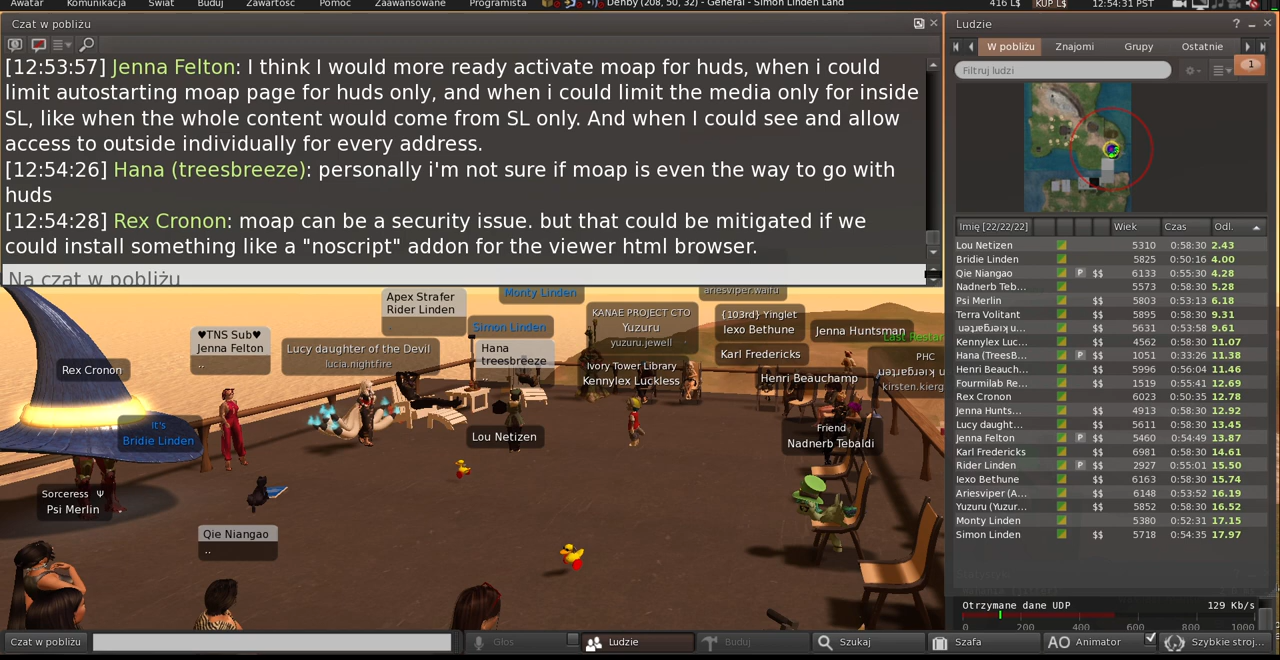 Awatar Komunikacja Świat Buduj Zawartość Pomoc Zaawansowane Programista Denby (208, 50, 32) - General - Simon Linden Land 416 L$ KUP L$ 12:54:31 PST
Czat w pobliżu
[12:53:57] Jenna Felton: I think I would more ready activate moap for huds, when i could
limit autostarting moap page for huds only, and when i could limit the media only for inside
SL, like when the whole content would come from SL only. And when I could see and allow
access to outside individually for every address.
[12:54:26] Hana (treesbreeze): personally i'm not sure if moap is even the way to go with
huds
[12:54:28] Rex Cronon: moap can be a security issue. but that could be mitigated if we
could install something like a "noscript" addon for the viewer html browser.
Na czat w pobliżu
Monty Linden
ariesviper.waifu
Apex Strafer
Rider Linden
Simon Linden
KANAE PROJECT CTO
Yuzuru
yuzuru.jewell
{103rd} Yinglet
Iexo Bethune
Jenna Huntsman
♥TNS Sub♥
Jenna Felton
..
Lucy daughter of the Devil
lucia.nightfire
Hana
treesbreeze
..
Karl Fredericks
Last Restar
PHC
kirsten.kierg
Rex Cronon
Ivory Tower Library
Kennylex Luckless
Henri Beauchamp
It's
Bridie Linden
Lou Netizen
Friend
Nadnerb Tebaldi
Sorceress Ψ
Psi Merlin
Qie Niangao
..
Ludzie
W pobliżu Znajomi Grupy Ostatnie
1
Filtruj ludzi
Imię [22/22/22] Wiek Czas Odl.
Lou Netizen 5310 0:58:30 2.43
Bridie Linden 5825 0:50:16 4.00
Qie Niangao P $$ 6133 0:55:30 4.28
Nadnerb Teb... 5573 0:58:30 5.28
Psi Merlin $$ 5803 0:53:13 6.18
Terra Volitant $$ 5895 0:58:30 9.31
$$ 5631 0:53:58 9.61
Kennylex Luc... $$ 4562 0:58:30 11.07
Hana (TreesB... P $$ 1051 0:33:26 11.38
Henri Beauch... $$ 5996 0:56:04 11.46
Fourmilab Re... $$ 1519 0:55:41 12.69
Rex Cronon 6023 0:50:35 12.78
Jenna Hunts... $$ 4913 0:58:30 12.92
Lucy daught... $$ 5611 0:58:30 13.45
Jenna Felton P $$ 5460 0:54:49 13.87
Karl Fredericks $$ 6981 0:58:30 14.61
Rider Linden P $$ 2927 0:55:01 15.50
Iexo Bethune $$ 6163 0:58:30 15.74
Ariesviper (A... $$ 6148 0:53:52 16.19
Yuzuru (Yuzur... $$ 5852 0:58:30 16.52
Monty Linden 5380 0:52:31 17.15
Simon Linden $$ 5718 0:54:35 17.97
Otrzymane dane UDP 129 Kb/s
0 200 400 600 800 1000
Czat w pobliżu Głos Ludzie Buduj Szukaj Szafa AO Animator Szybkie stroj...